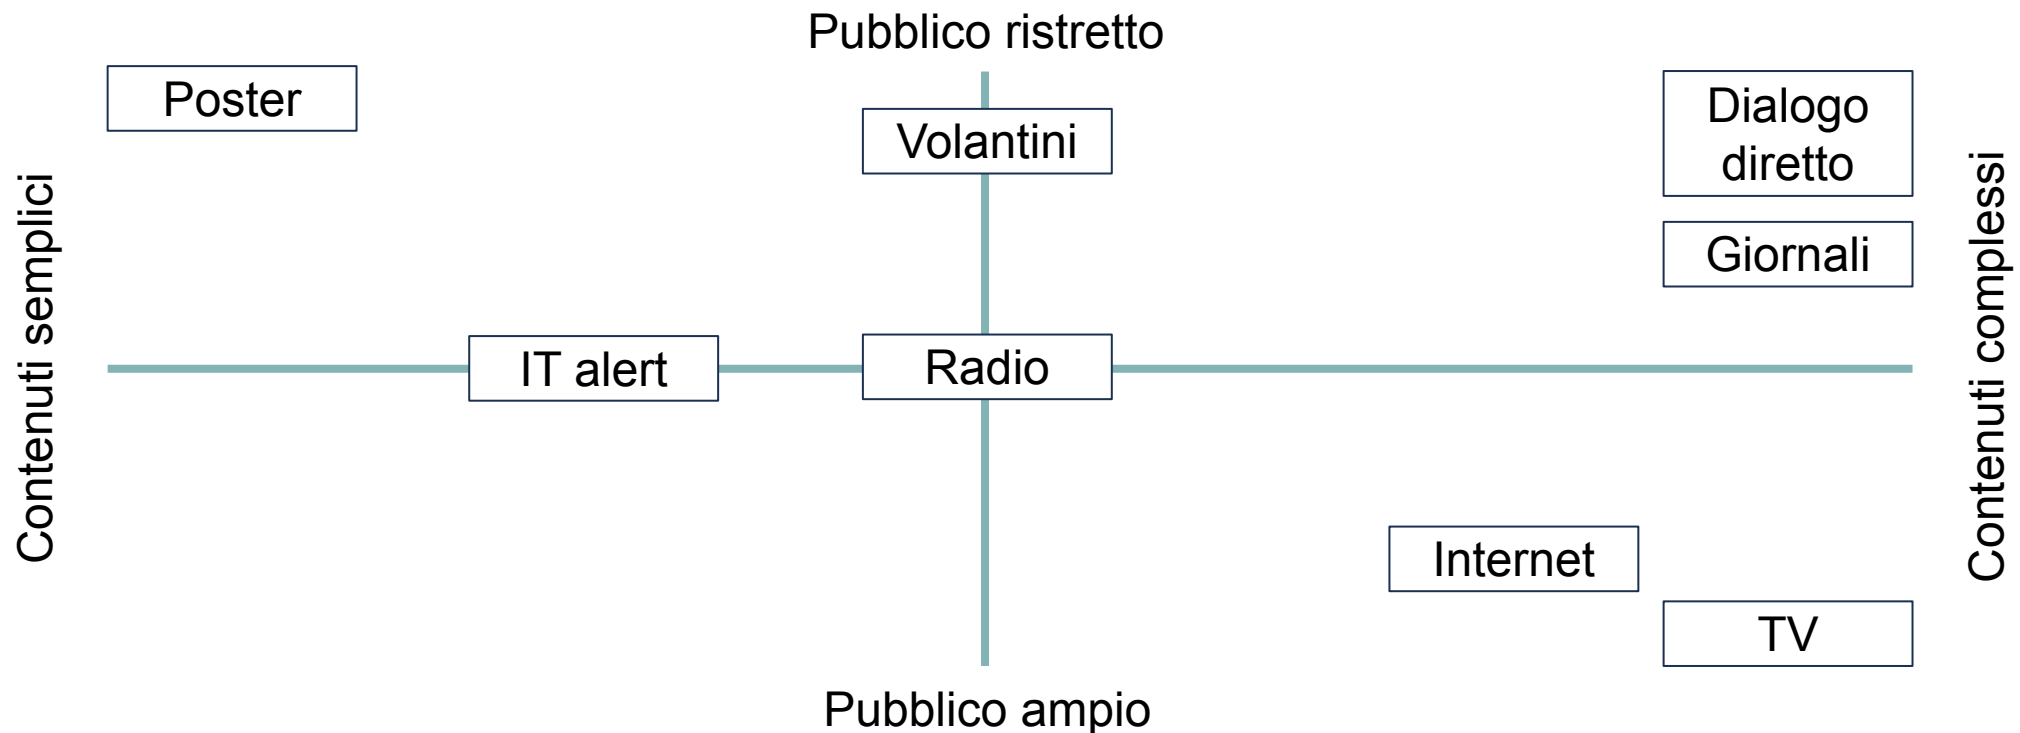 Pubblico ristretto
Poster
Volantini
Dialogo
diretto
Giornali
Contenuti semplici
Contenuti complessi
IT alert
Radio
Internet
TV
Pubblico ampio